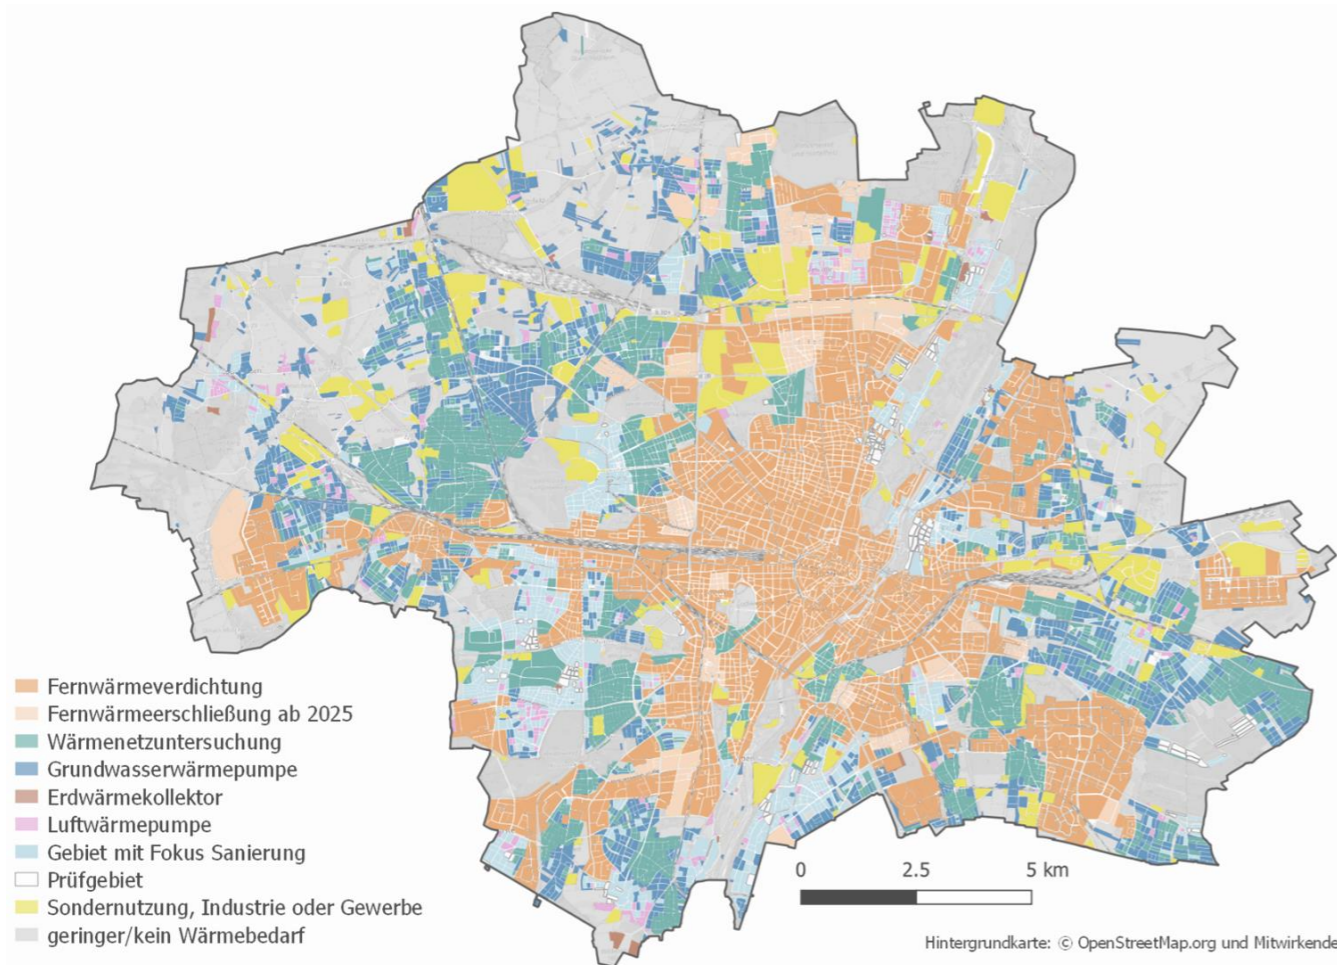 Fernwärmeverdichtung
Fernwärmeerschließung ab 2025
Wärmenetzuntersuchung
Grundwasserwärmepumpe
Erdwärmekollektor
Luftwärmepumpe
Gebiet mit Fokus Sanierung
Prüfgebiet
Sondernutzung, Industrie oder Gewerbe
geringer/kein Wärmebedarf
0 2.5 5 km
Hintergrundkarte: © OpenStreetMap.org und Mitwirkende